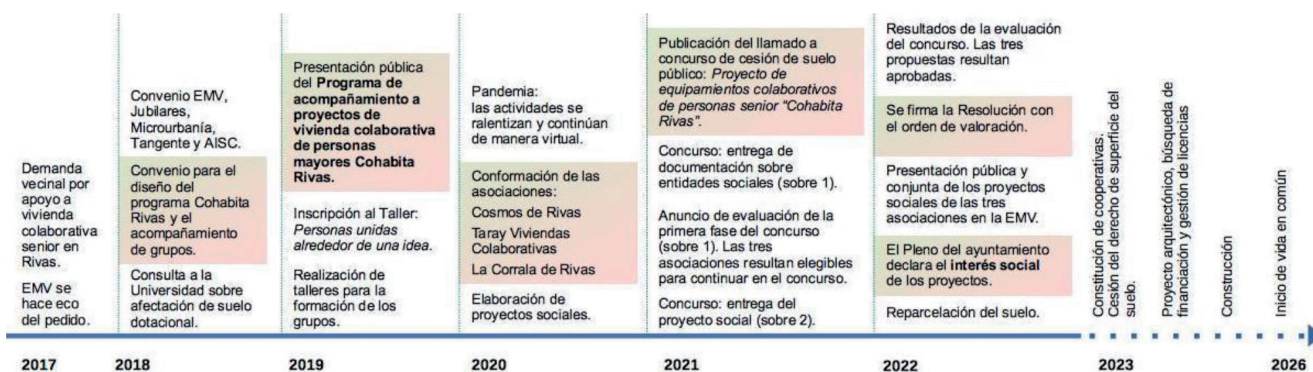 Demanda
vecinal por
apoyo a
vivienda
colaborativa
senior en
Rivas.
EMV se
hace eco
del pedido.
Convenio EMV,
Jubilares,
Microurbanía,
Tangente y AISC.
Convenio para el
diseño del
programa Cohabita
Rivas y el
acompañamiento
de grupos.
Consulta a la
Universidad sobre
afectación de suelo
dotacional.
Presentación pública
del Programa de
acompañamiento a
proyectos de
vivienda colaborativa
de personas
mayores Cohabita
Rivas.
Inscripción al Taller:
Personas unidas
alrededor de una idea.
Realización de
talleres para la
formación de los
grupos.
Pandemia:
las actividades se
ralentizan y continúan
de manera virtual.
Conformación de las
asociaciones:
Cosmos de Rivas
Taray Viviendas
Colaborativas
La Corrala de Rivas
Elaboración de
proyectos sociales.
Publicación del llamado a
concurso de cesión de suelo
público: Proyecto de
equipamientos colaborativos
de personas senior “Cohabita
Rivas”.
Concurso: entrega de
documentación sobre
entidades sociales (sobre 1).
Anuncio de evaluación de la
primera fase del concurso
(sobre 1). Las tres
asociaciones resultan elegibles
para continuar en el concurso.
Concurso: entrega del
proyecto social (sobre 2).
Resultados de la evaluación
del concurso. Las tres
propuestas resultan
aprobadas.
Se firma la Resolución con
el orden de valoración.
Presentación pública y
conjunta de los proyectos
sociales de las tres
asociaciones en la EMV.
El Pleno del ayuntamiento
declara el interés social
de los proyectos.
Reparcelación del suelo.
Constitución de cooperativas.
Cesión del derecho de superficie del
suelo.
Proyecto arquitectónico, búsqueda de
financiación y gestión de licencias
Construcción
Inicio de vida en común
2017
2018
2019
2020
2021
2022
2023
2026